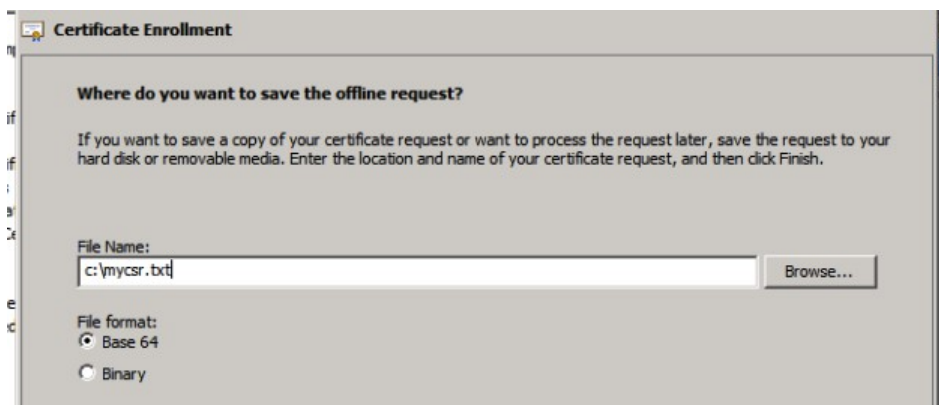 Certificate Enrollment
Where do you want to save the offline request?
If you want to save a copy of your certificate request or want to process the request later, save the request to your
hard disk or removable media. Enter the location and name of your certificate request, and then click Finish.
File Name:
c:\mycsr.txt
Browse...
File format:
Base 64
Binary